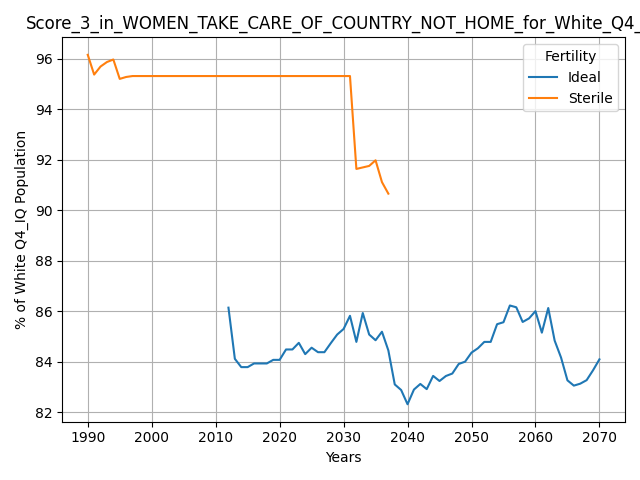 Score_3_in_WOMEN_TAKE_CARE_OF_COUNTRY_NOT_HOME_for_White_Q4_
Fertility
Ideal
Sterile
% of White Q4_IQ Population
96
94
92
90
88
86
84
82
1990 2000 2010 2020 2030 2040 2050 2060 2070
Years